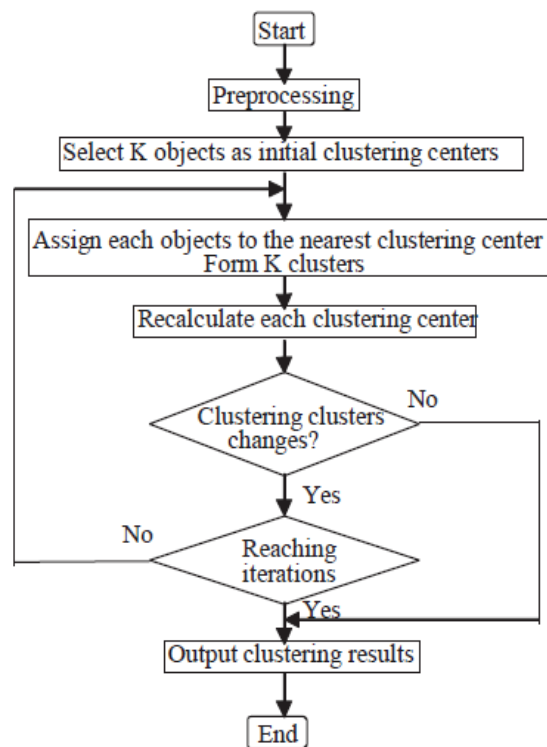 Start
Preprocessing
Select K objects as initial clustering centers
Assign each objects to the nearest clustering center
Form K clusters
Recalculate each clustering center
Clustering clusters
changes?
No
Yes
No
Reaching
iterations
Yes
Output clustering results
End